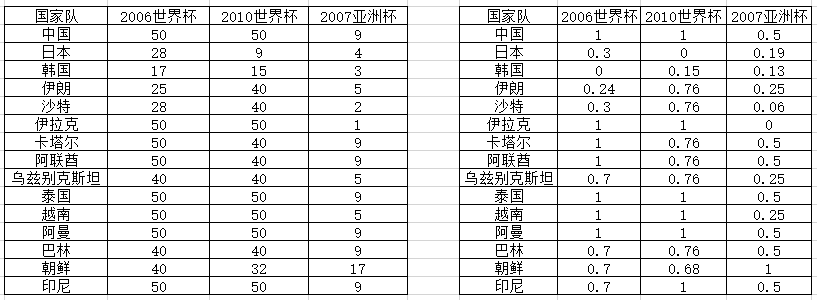 国家队 2006世界杯 2010世界杯 2007亚洲杯
中国 50 50 9
日本 28 9 4
韩国 17 15 3
伊朗 25 40 5
沙特 28 40 2
伊拉克 50 50 1
卡塔尔 50 40 9
阿联酋 50 40 9
乌兹别克斯坦 40 40 5
泰国 50 50 9
越南 50 50 5
阿曼 50 50 9
巴林 40 40 9
朝鲜 40 32 17
印尼 50 50 9
国家队 2006世界杯 2010世界杯 2007亚洲杯
中国 1 1 0.5
日本 0.3 0 0.19
韩国 0 0.15 0.13
伊朗 0.24 0.76 0.25
沙特 0.3 0.76 0.06
伊拉克 1 1 0
卡塔尔 1 0.76 0.5
阿联酋 1 0.76 0.5
乌兹别克斯坦 0.7 0.76 0.25
泰国 1 1 0.5
越南 1 1 0.25
阿曼 1 1 0.5
巴林 0.7 0.76 0.5
朝鲜 0.7 0.68 1
印尼 0.7 1 0.5